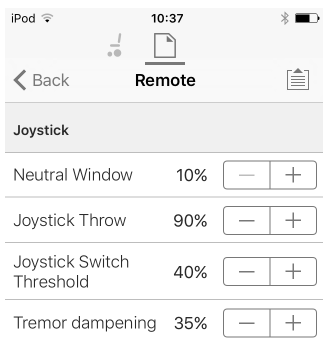 iPod 10:37
Back Remote
Joystick
Neutral Window 10% — +
Joystick Throw 90% — +
Joystick Switch
Threshold 40% — +
Tremor dampening 35% — +